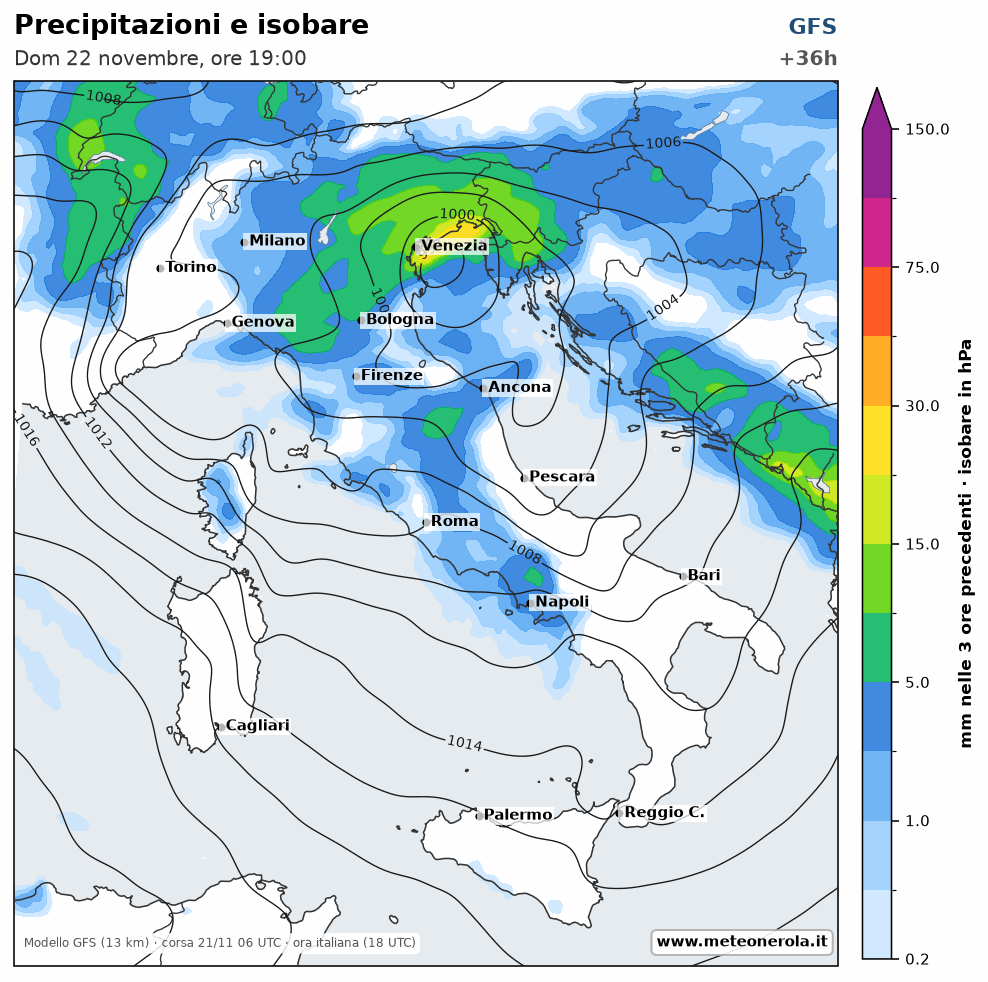 Precipitazioni e isobare
GFS
Dom 22 novembre, ore 19:00
+36h
1008
1006
1000
Milano
Venezia
Torino
100
1004
Genova
Bologna
Firenze
Ancona
1016
1012
Pescara
Roma
1008
Bari
Napoli
Cagliari
1014
Palermo
Reggio C.
Modello GFS (13 km) · corsa 21/11 06 UTC · ora italiana (18 UTC)
www.meteonerola.it
150.0
75.0
30.0
15.0
5.0
1.0
0.2
mm nelle 3 ore precedenti · isobare in hPa